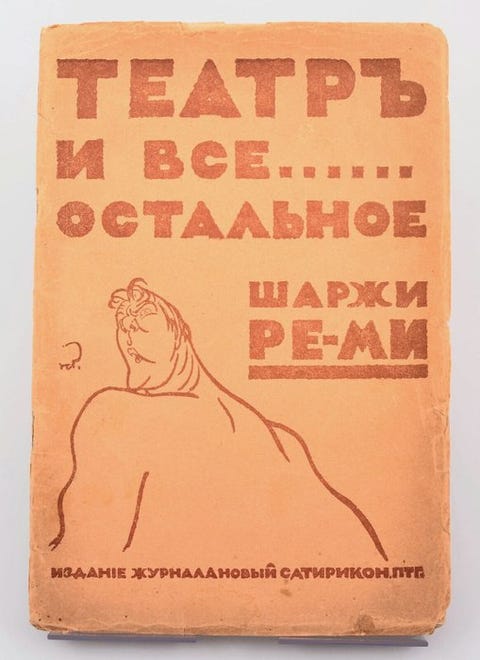 ТЕАТРЪ
И ВСЕ......
ОСТАЛЬНОЕ
ШАРЖИ
РЕ-МИ
ИЗДАНІЕ ЖУРНАЛА НОВЫЙ САТИРИКОН. ПТГ.